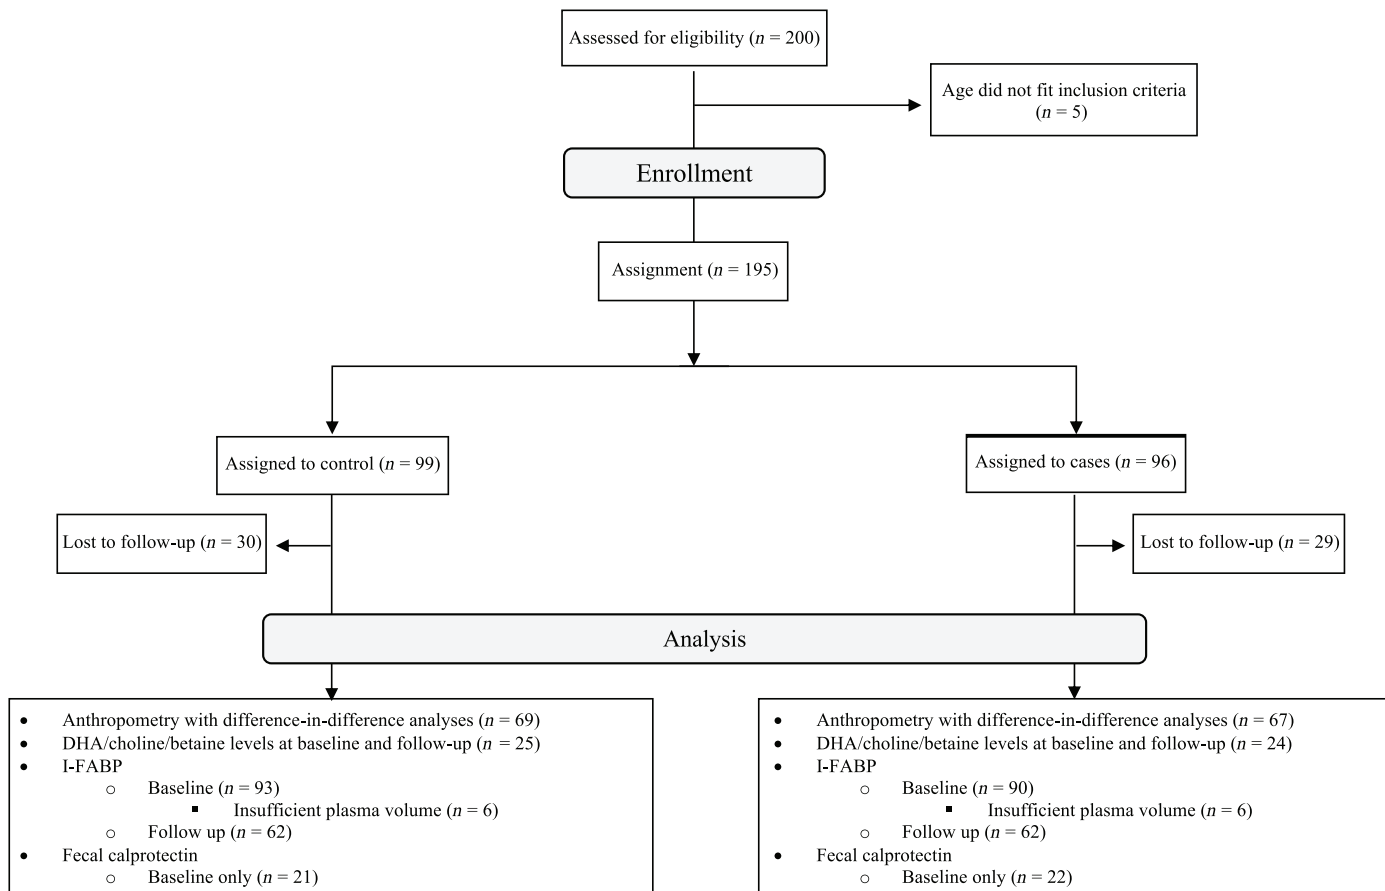 Assessed for eligibility (n = 200)
Age did not fit inclusion criteria
(n = 5)
Enrollment
Assignment (n = 195)
Assigned to control (n = 99)
Assigned to cases (n = 96)
Lost to follow-up (n = 30)
Lost to follow-up (n = 29)
Analysis
• Anthropometry with difference-in-difference analyses (n = 69)
• DHA/choline/betaine levels at baseline and follow-up (n = 25)
• I-FABP
o Baseline (n = 93)
▪ Insufficient plasma volume (n = 6)
o Follow up (n = 62)
• Fecal calprotectin
o Baseline only (n = 21)
• Anthropometry with difference-in-difference analyses (n = 67)
• DHA/choline/betaine levels at baseline and follow-up (n = 24)
• I-FABP
o Baseline (n = 90)
▪ Insufficient plasma volume (n = 6)
o Follow up (n = 62)
• Fecal calprotectin
o Baseline only (n = 22)